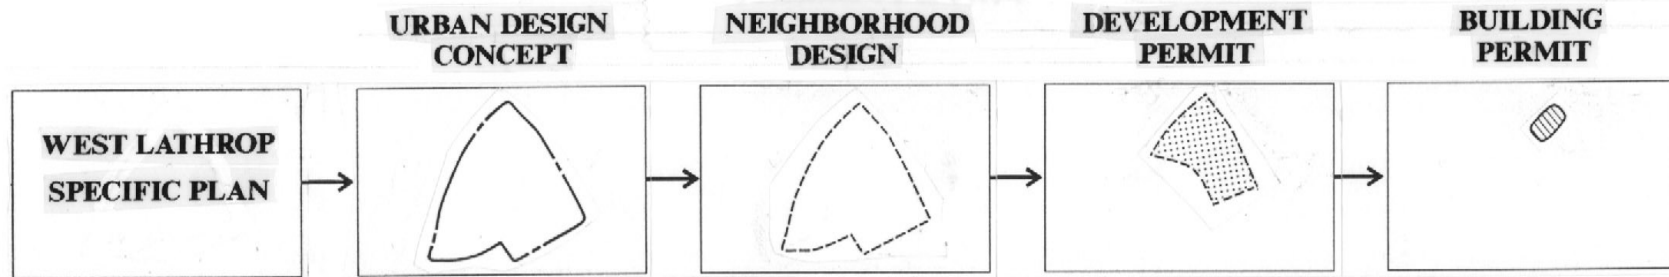 URBAN DESIGN
CONCEPT
NEIGHBORHOOD
DESIGN
DEVELOPMENT
PERMIT
BUILDING
PERMIT
WEST LATHROP
SPECIFIC PLAN